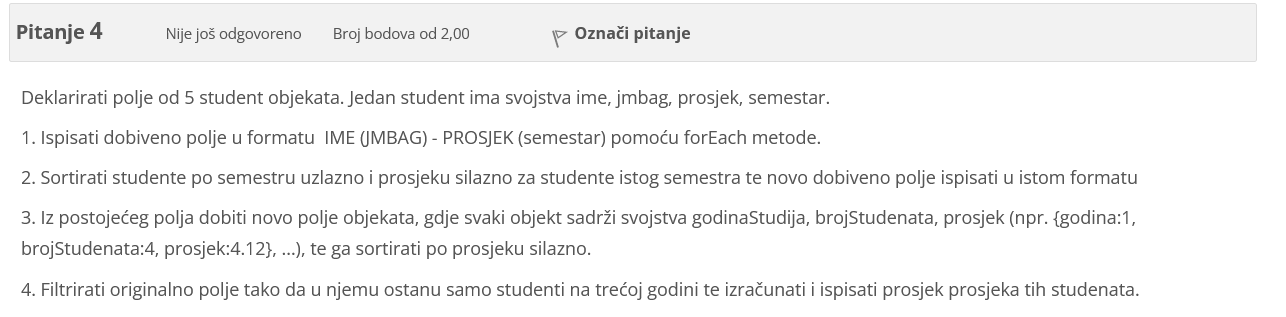 Pitanje 4 Nije još odgovoreno Broj bodova od 2,00 Označi pitanje
Deklarirati polje od 5 student objekata. Jedan student ima svojstva ime, jmbag, prosjek, semestar.
1. Ispisati dobiveno polje u formatu IME (JMBAG) - PROSJEK (semestar) pomoću forEach metode.
2. Sortirati studente po semestru uzlazno i prosjeku silazno za studente istog semestra te novo dobiveno polje ispisati u istom formatu
3. Iz postojećeg polja dobiti novo polje objekata, gdje svaki objekt sadrži svojstva godinaStudija, brojStudenata, prosjek (npr. {godina:1,
brojStudenata:4, prosjek:4.12}, ...), te ga sortirati po prosjeku silazno.
4. Filtrirati originalno polje tako da u njemu ostanu samo studenti na trećoj godini te izračunati i ispisati prosjek prosjeka tih studenata.